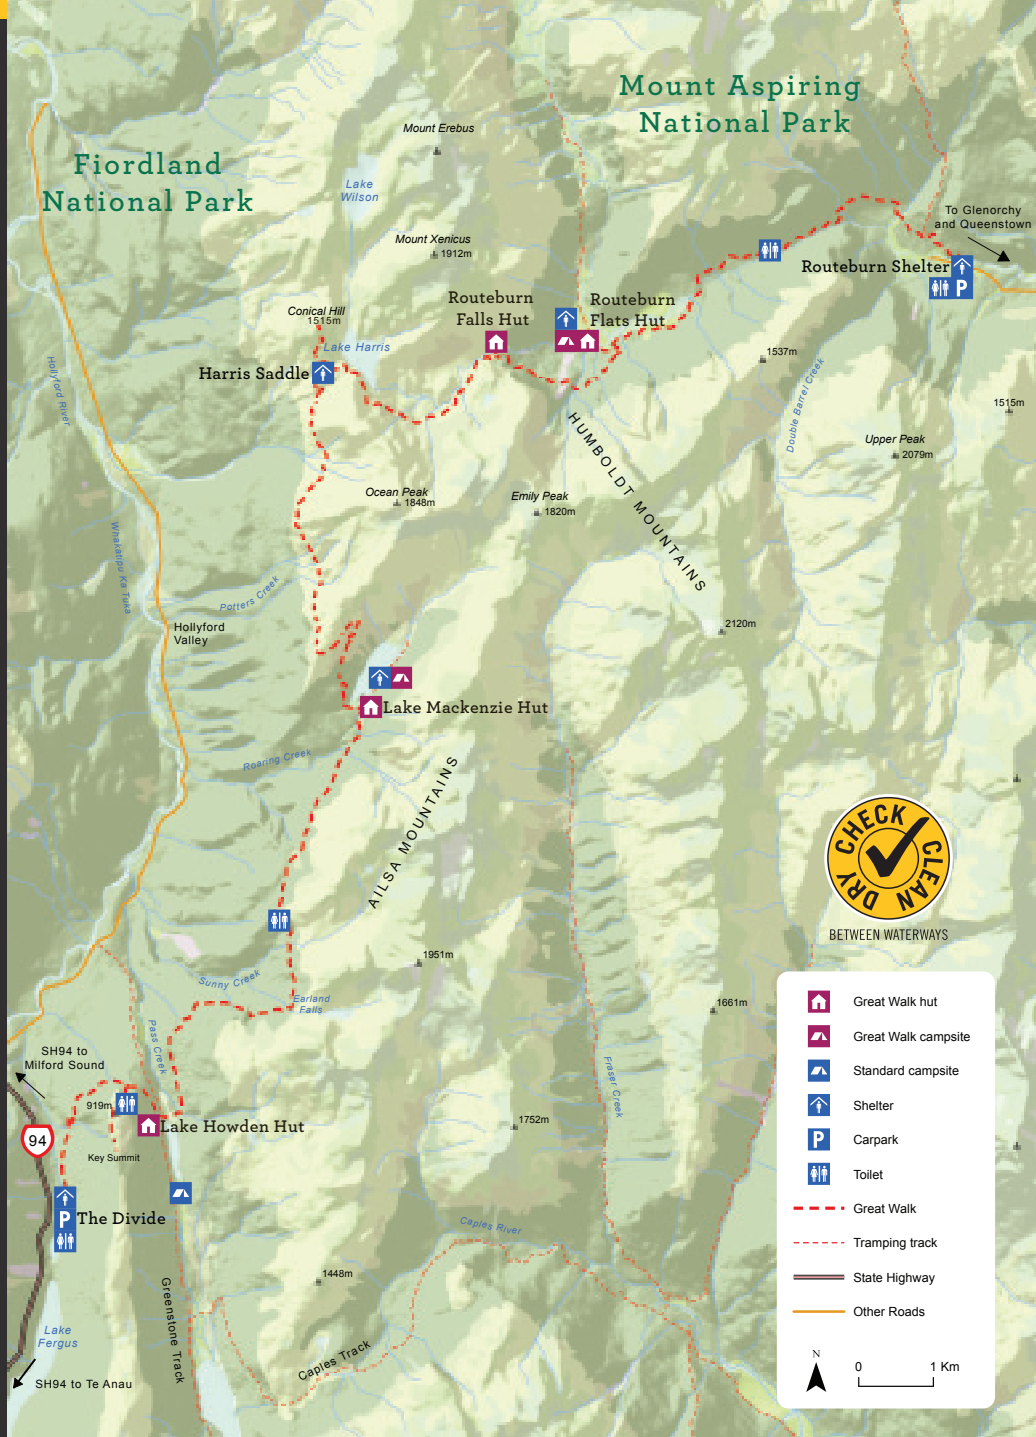 Mount Aspiring
National Park
Fiordland
National Park
Mount Erebus
Lake
Wilson
To Glenorchy
and Queenstown
Mount Xenicus
1912m
Routeburn Shelter
P
Routeburn
Falls Hut
Routeburn
Flats Hut
Conical Hill
1515m
Lake Harris
Harris Saddle
1537m
Double Barrel Creek
1515m
Hollyford River
HUMBOLDT MOUNTAINS
Upper Peak
2079m
Ocean Peak
1848m
Emily Peak
1820m
Whakatipu Ka Tuka
Potters Creek
Hollyford
Valley
2120m
Lake Mackenzie Hut
Roaring Creek
AILSA MOUNTAINS
CHECK
CLEAN
DRY
BETWEEN WATERWAYS
1951m
Sunny Creek
Earland
Falls
1661m
Pass Creek
Fraser Creek
SH94 to
Milford Sound
919m
94
Lake Howden Hut
1752m
Key Summit
P
The Divide
Caples River
1448m
Greenstone Track
Lake
Fergus
Caples Track
SH94 to Te Anau
Great Walk hut
Great Walk campsite
Standard campsite
Shelter
P Carpark
Toilet
Great Walk
Tramping track
State Highway
Other Roads
N
0 1 Km